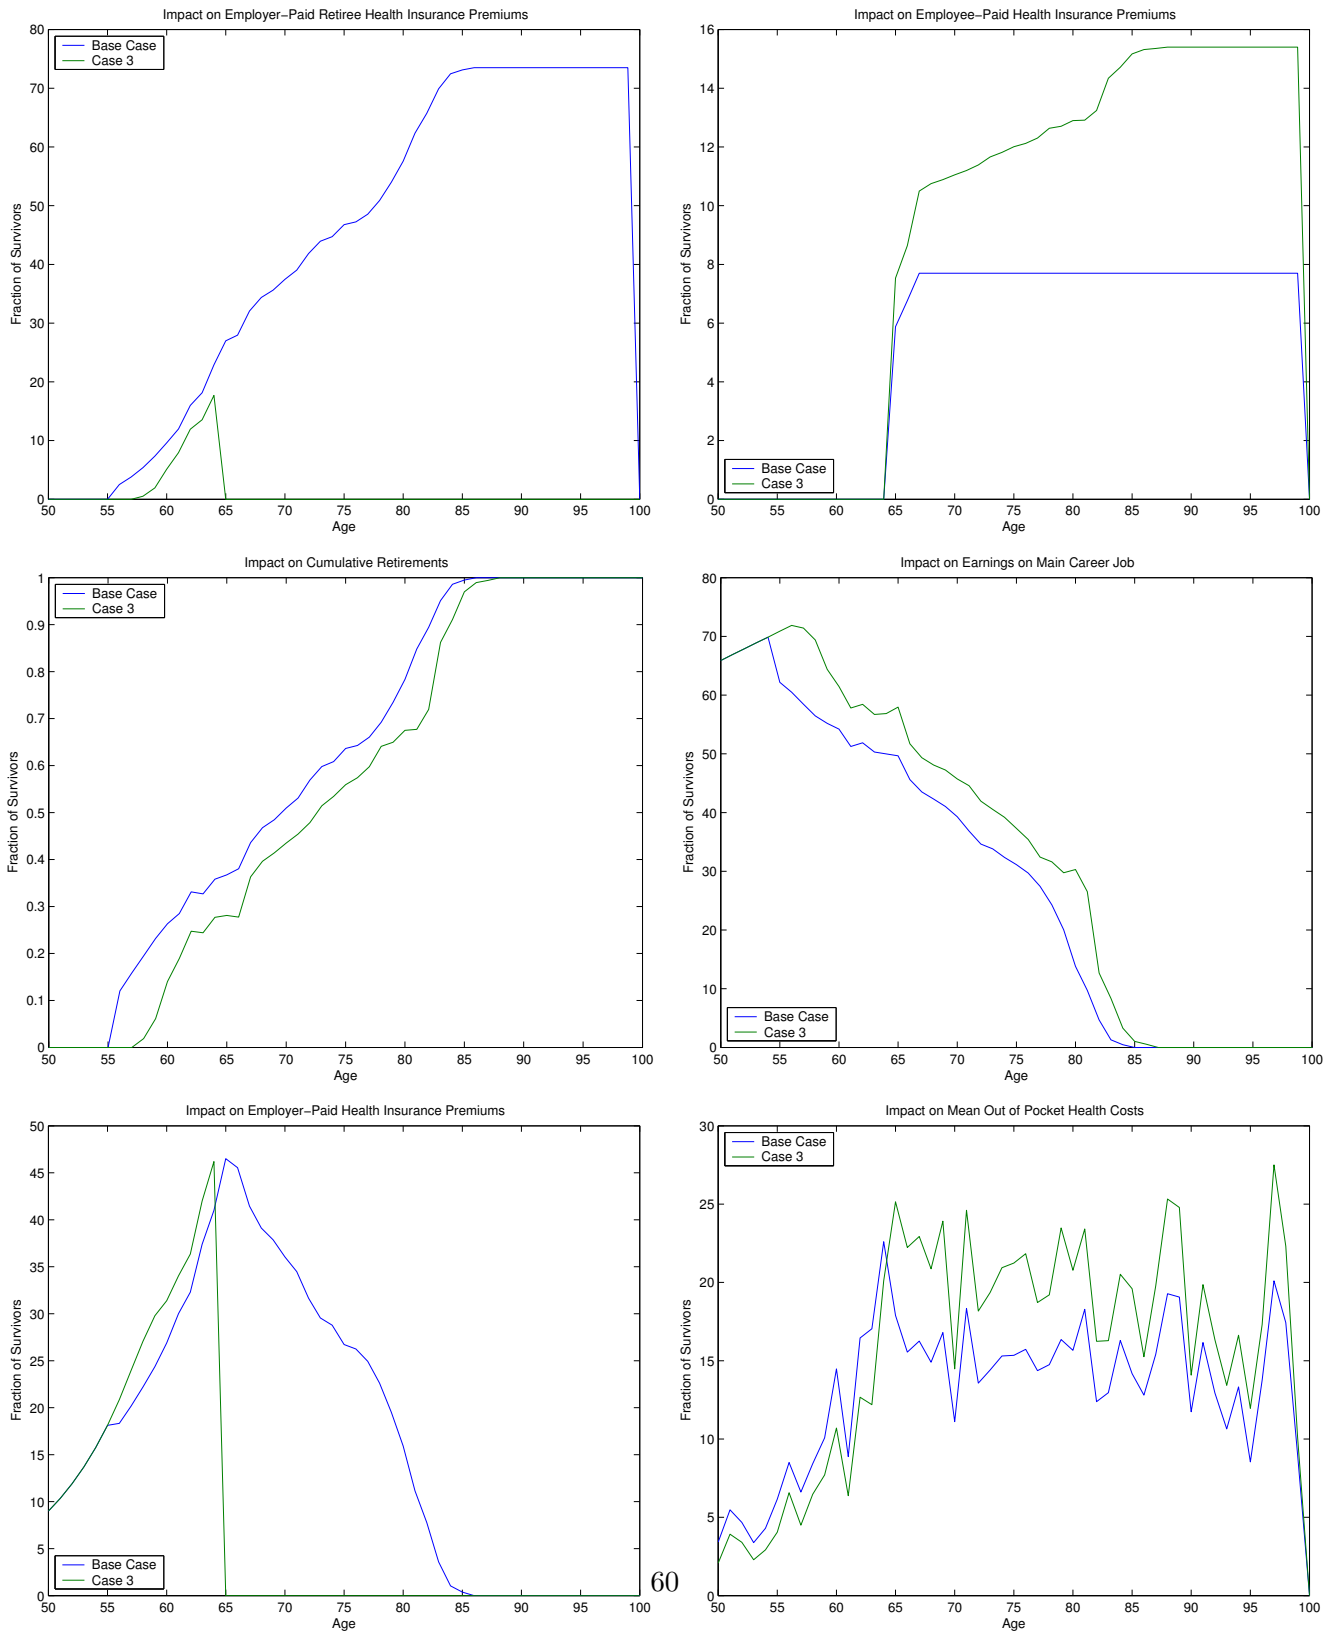 Impact on Employer−Paid Retiree Health Insurance Premiums
80
70
60
50
40
30
20
10
0
Fraction of Survivors
Base Case
Case 3
50 55 60 65 70 75 80 85 90 95 100
Age
Impact on Employee−Paid Health Insurance Premiums
16
14
12
10
8
6
4
2
0
Fraction of Survivors
Base Case
Case 3
50 55 60 65 70 75 80 85 90 95 100
Age
Impact on Cumulative Retirements
1
0.9
0.8
0.7
0.6
0.5
0.4
0.3
0.2
0.1
0
Fraction of Survivors
Base Case
Case 3
50 55 60 65 70 75 80 85 90 95 100
Age
Impact on Earnings on Main Career Job
80
70
60
50
40
30
20
10
0
Fraction of Survivors
Base Case
Case 3
50 55 60 65 70 75 80 85 90 95 100
Age
Impact on Employer−Paid Health Insurance Premiums
50
45
40
35
30
25
20
15
10
5
0
Fraction of Survivors
Base Case
Case 3
50 55 60 65 70 75 80 85 90 95 100
Age
Impact on Mean Out of Pocket Health Costs
30
25
20
15
10
5
0
Fraction of Survivors
Base Case
Case 3
50 55 60 65 70 75 80 85 90 95 100
Age
60